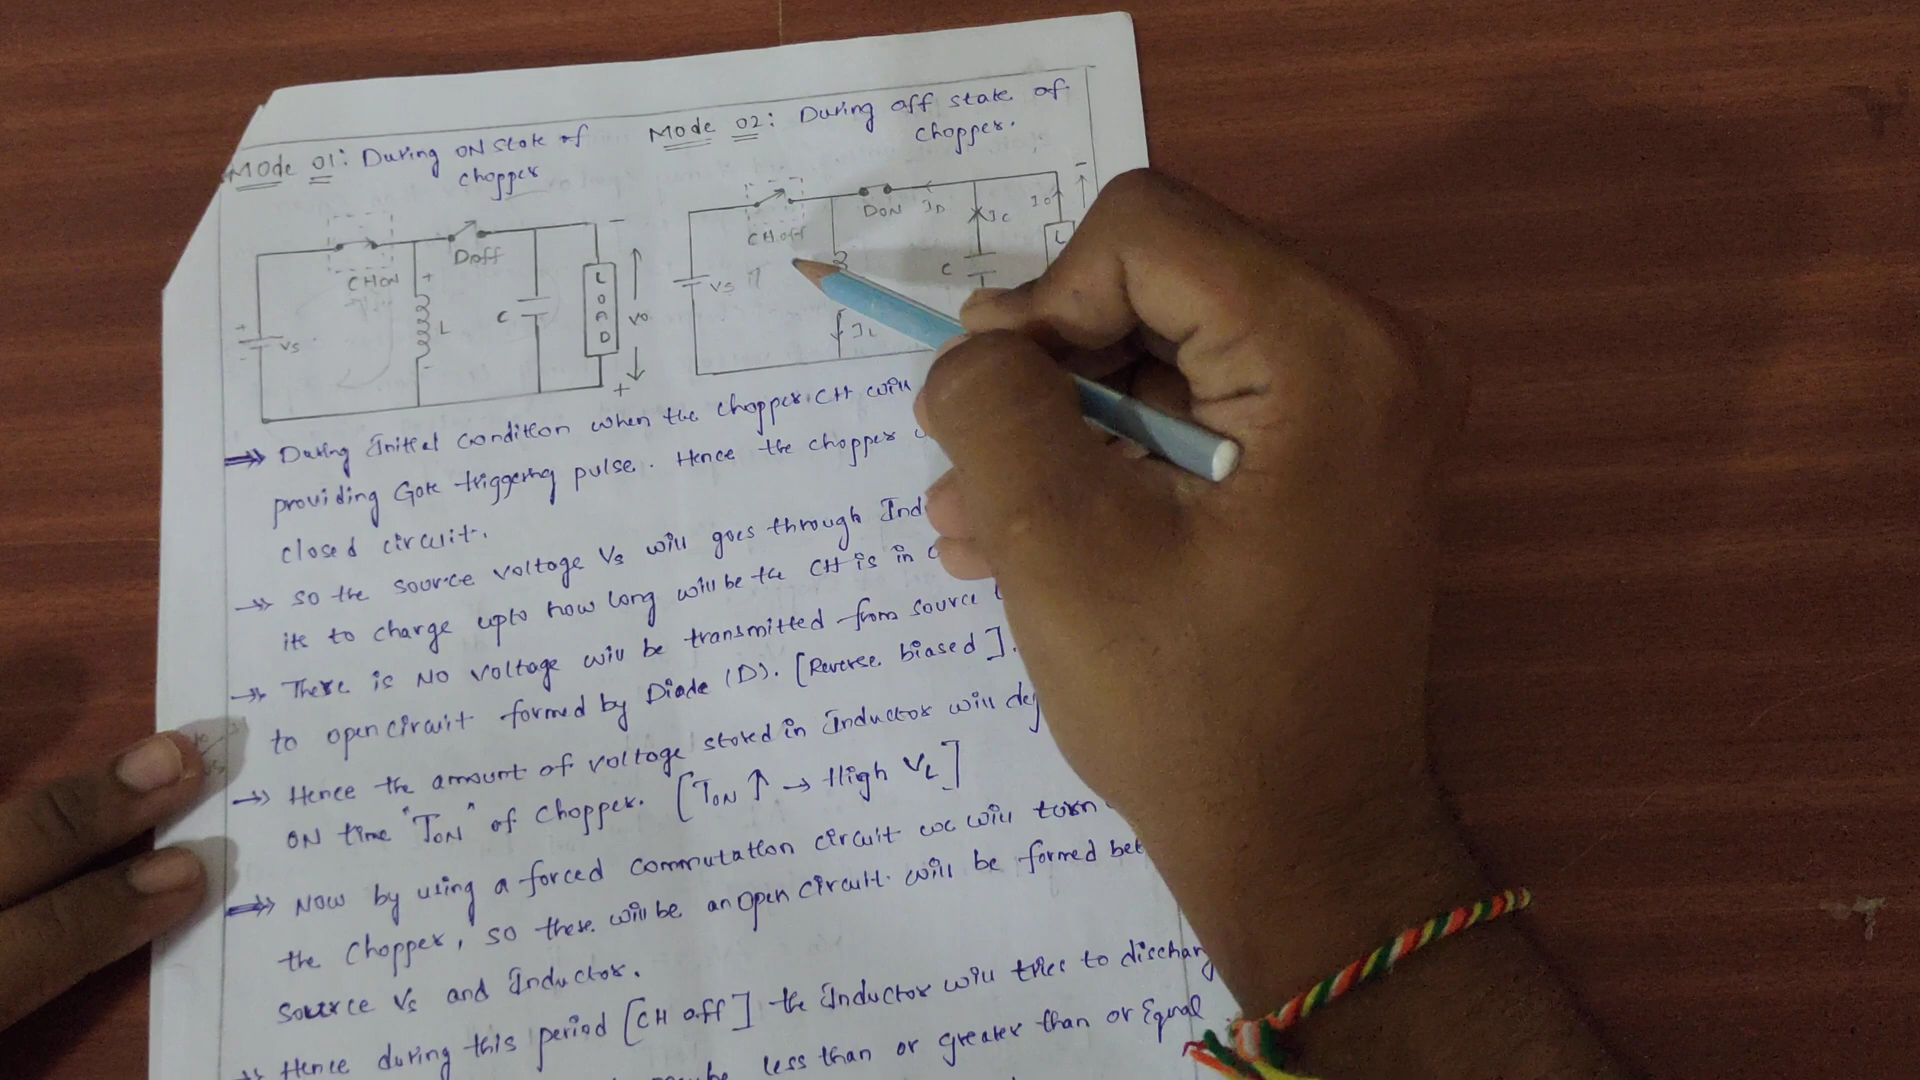 Mode 01: During ON State of
Chopper
Mode 02: During off state of
chopper.
CH ON
Doff
+
L
-
C
LOAD
Vo
-
+
+
Vs
-
CH off
DON
ID
IC
IO
-
L
Vs
C
IL
⇒ During Initial Condition when the chopper CH will
providing Gate triggering pulse. Hence the chopper
closed circuit.
→ so the source voltage Vs will goes through Ind
its to charge upto how long will be the CH is in
→ There is NO voltage will be transmitted from source
to open circuit formed by Diode (D). [Reverse biased].
→ Hence the amount of voltage stored in Inductor will de
ON time "TON" of Chopper. [TON ↑ → High VL]
⇒ Now by using a forced commutation circuit we will turn
the Chopper, so there will be an open circuit will be formed bet
source Vs and Inductor.
→ Hence during this period [CH off] the Inductor will tries to dischar
less than or greater than or Equal